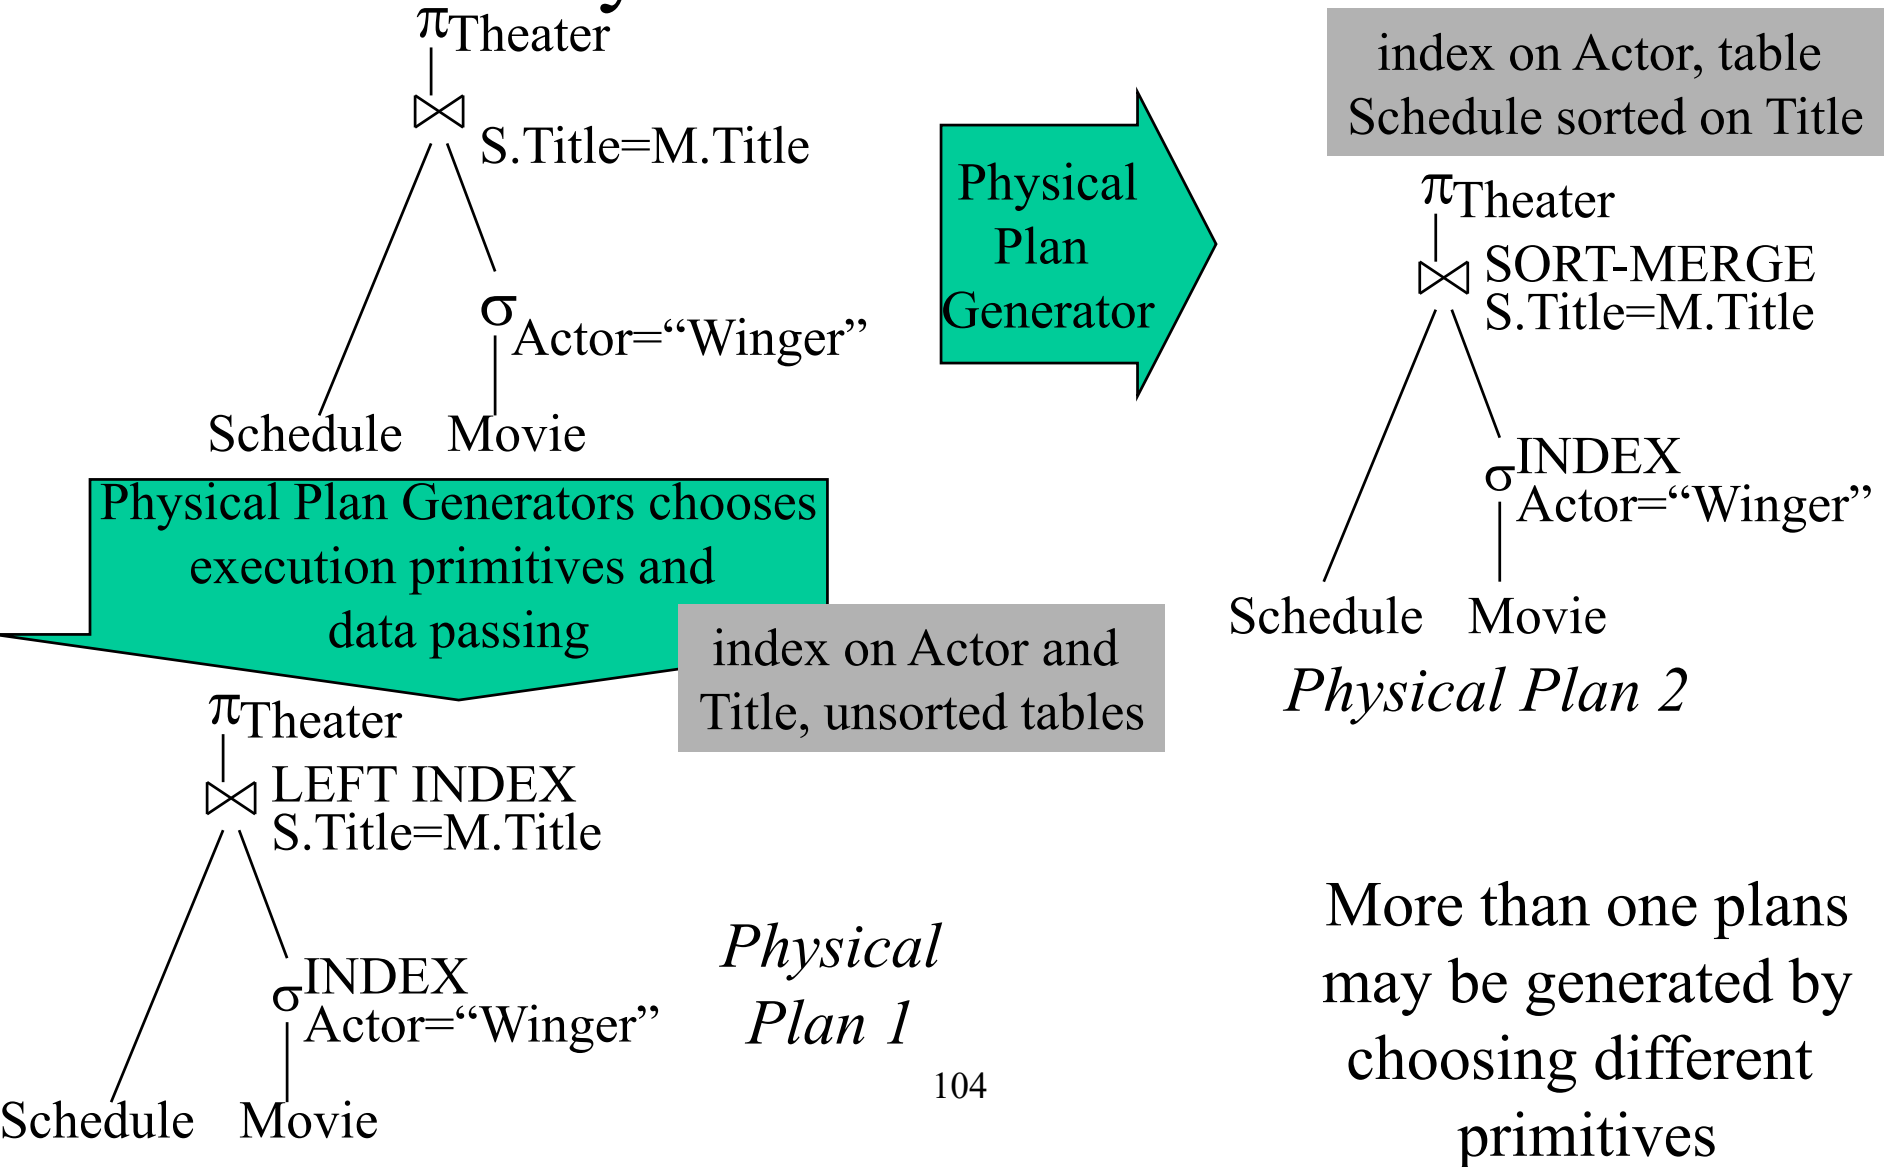 πTheater
S.Title=M.Title
σ
Actor=“Winger”
Schedule Movie
Physical
Plan
Generator
index on Actor, table
Schedule sorted on Title
πTheater
SORT-MERGE
S.Title=M.Title
INDEX
σ
Actor=“Winger”
Schedule Movie
Physical Plan 2
Physical Plan Generators chooses
execution primitives and
data passing
index on Actor and
Title, unsorted tables
πTheater
LEFT INDEX
S.Title=M.Title
INDEX
σ
Actor=“Winger”
Schedule Movie
Physical
Plan 1
More than one plans
may be generated by
choosing different
primitives
104